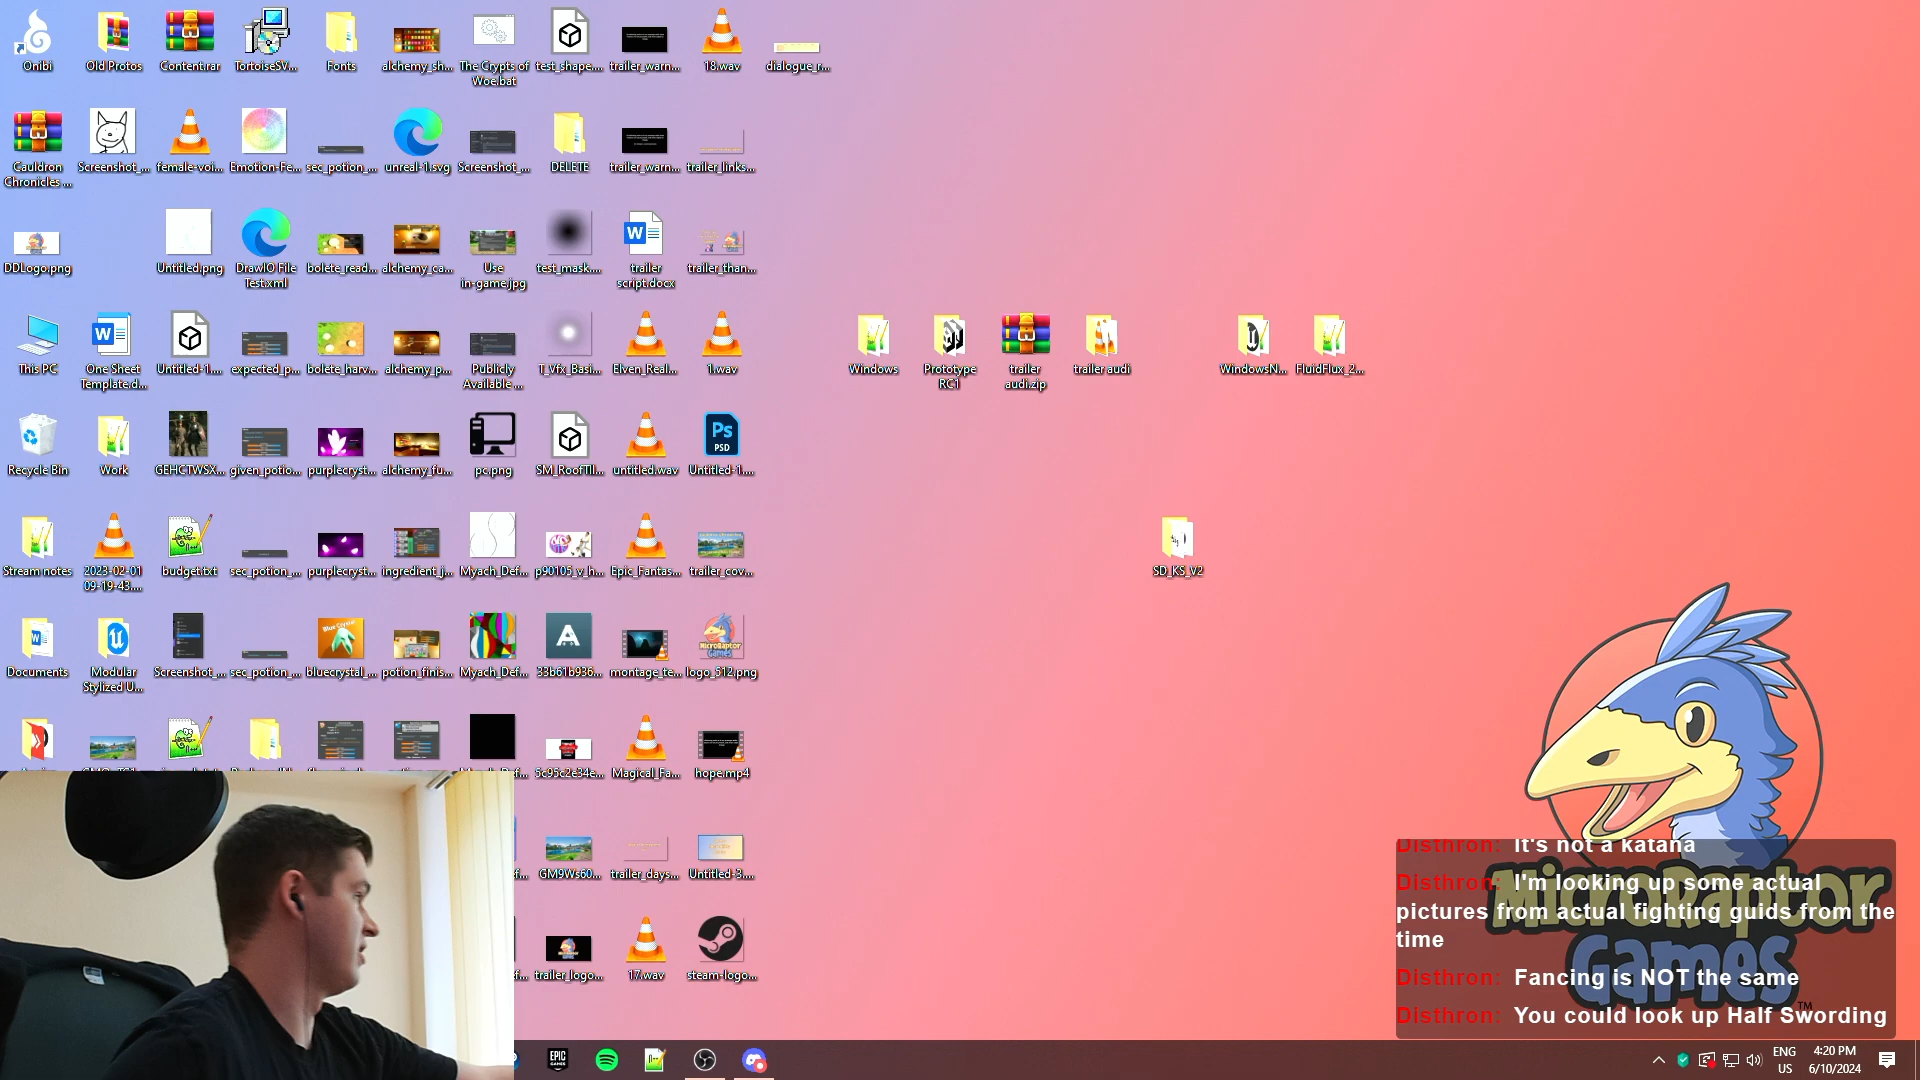 Onibi
Old Protos
Content.rar
TortoiseSV...
Fonts
alchemy_sh...
The Crypts of
Woe.bat
test_shape....
trailer_warn...
18.wav
dialogue_r...
Cauldron
Chronicles ...
Screenshot_...
female-voi...
Emotion-Fe...
sec_potion_...
unreal-1.svg
Screenshot_...
DELETE
trailer_warn...
trailer_links...
DDLogo.png
Untitled.png
DrawIO File
Test.xml
bolete_read...
alchemy_ca...
Use
in-game.jpg
test_mask....
trailer
script.docx
trailer_than...
This PC
One Sheet
Template.d...
Untitled-1....
expected_p...
bolete_harv...
alchemy_p...
Publicly
Available ...
T_Vfx_Basi...
Elven_Real...
1.wav
Windows
Prototype
RC1
trailer
audi.zip
trailer audi
WindowsN...
FluidFlux_2...
Recycle Bin
Work
GEHCTWSX...
given_potio...
purplecryst...
alchemy_fu...
pc.png
SM_RoofTil...
untitled.wav
Ps
PSD
Untitled-1....
Stream notes
2023-02-01
09-19-43....
budget.txt
sec_potion_...
purplecryst...
ingredient_j...
Myach_Def...
p90105_v_h...
Epic_Fantas...
trailer_cov...
SD_KS_V2
Documents
Modular
Stylized U...
Screenshot_...
sec_potion_...
bluecrystal_...
potion_finis...
Myach_Def...
33b61b936...
montage_te...
logo_512.png
5c95c2e34e...
Magical_Fa...
hope.mp4
GM9Ws60...
trailer_days...
Untitled-3....
trailer_logo...
17.wav
steam-logo...
MicroRaptor
Games
TM
Disthron: It's not a katana
Disthron: I'm looking up some actual
pictures from actual fighting guids from the
time
Disthron: Fancing is NOT the same
Disthron: You could look up Half Swording
EPIC
GAMES
ENG
US
4:20 PM
6/10/2024